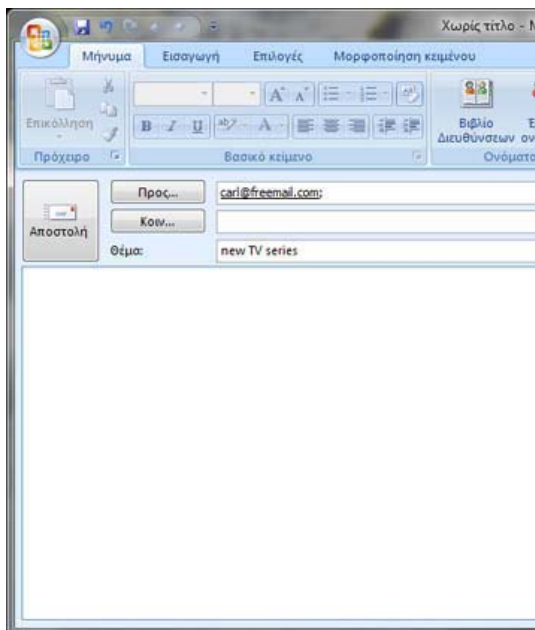 Χωρίς τίτλο -
Μήνυμα Εισαγωγή Επιλογές Μορφοποίηση κειμένου
Επικόλληση
B I U
A A
ab A
Βιβλίο
Διευθύνσεων
Πρόχειρο Βασικό κείμενο
Αποστολή
Προς... carl@freemail.com;
Κοιν...
Θέμα: new TV series